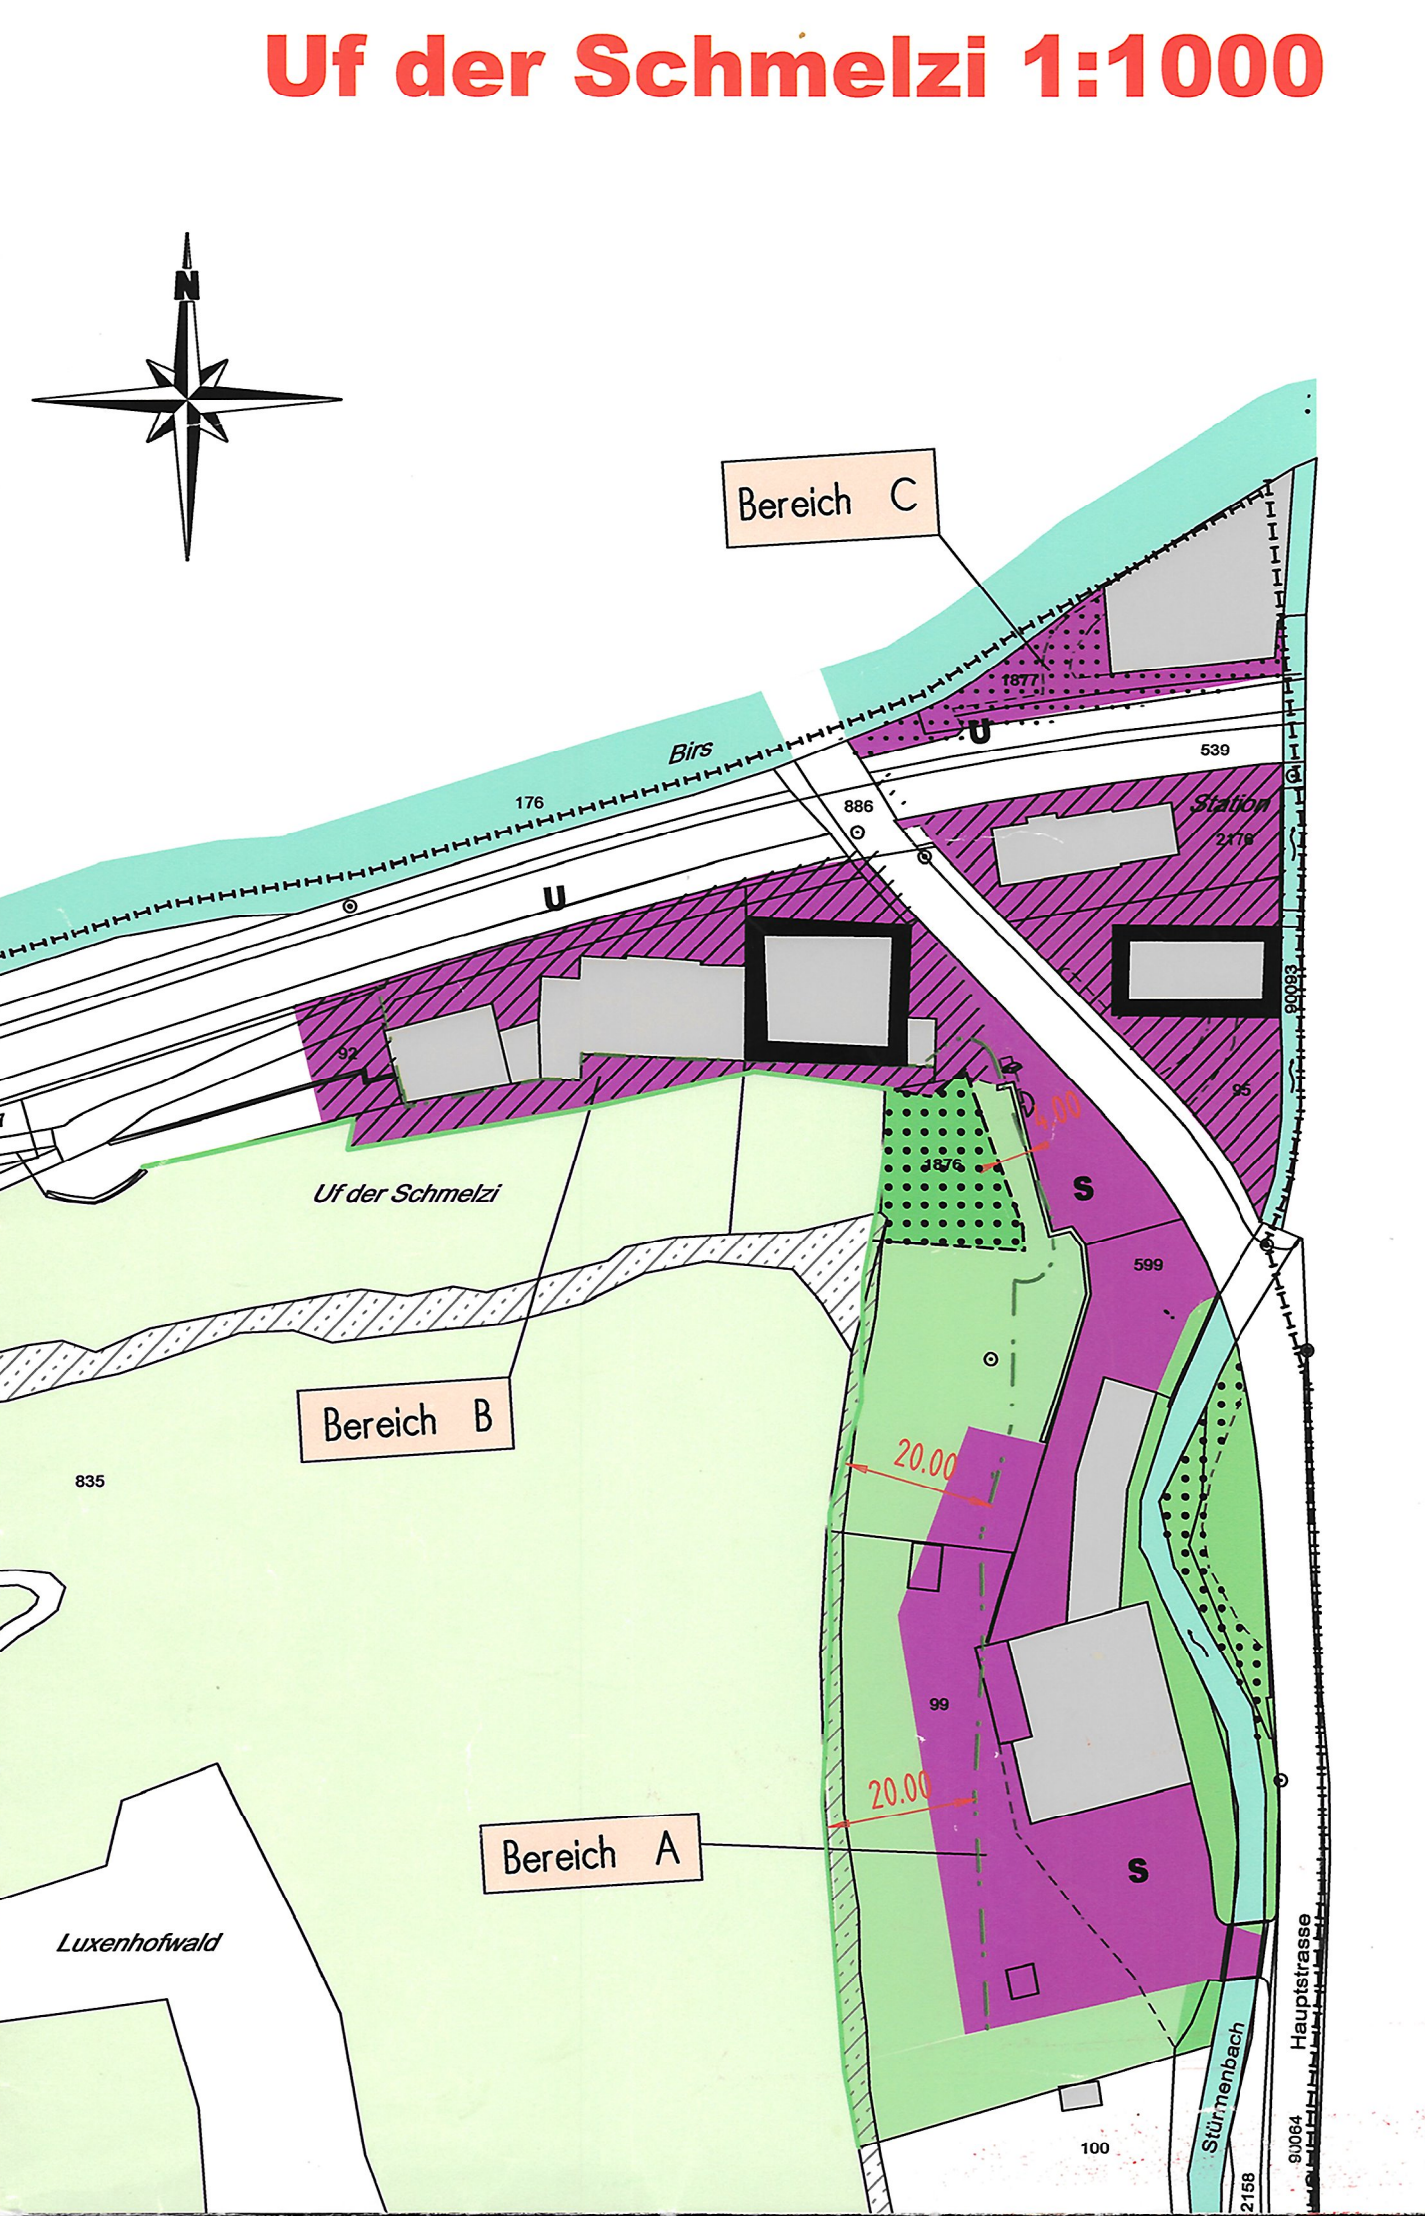 Uf der Schmelzi 1:1000
N
Bereich C
1877
U
Birs
539
176
886
Station
2176
U
90093
92
95
4.00
1876
Uf der Schmelzi
S
599
Bereich B
20.00
835
99
20.00
Bereich A
S
Luxenhofwald
Hauptstrasse
Stürmenbach
100
90064
2158